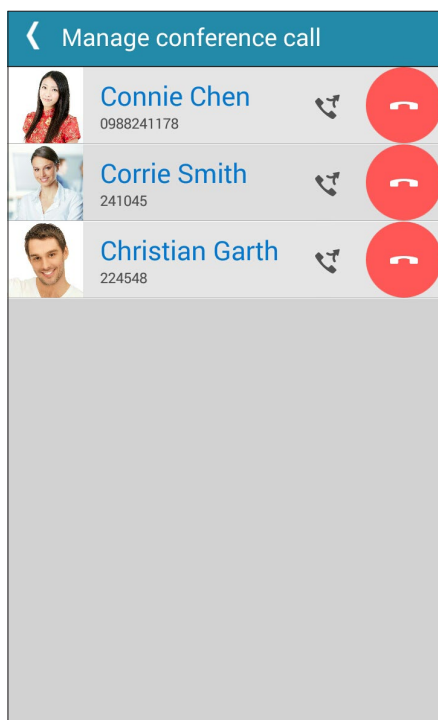 Manage conference call
Connie Chen
0988241178
Corrie Smith
241045
Christian Garth
224548